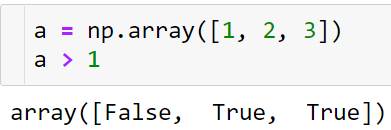 a = np.array([1, 2, 3])
a > 1
array([False,  True,  True])